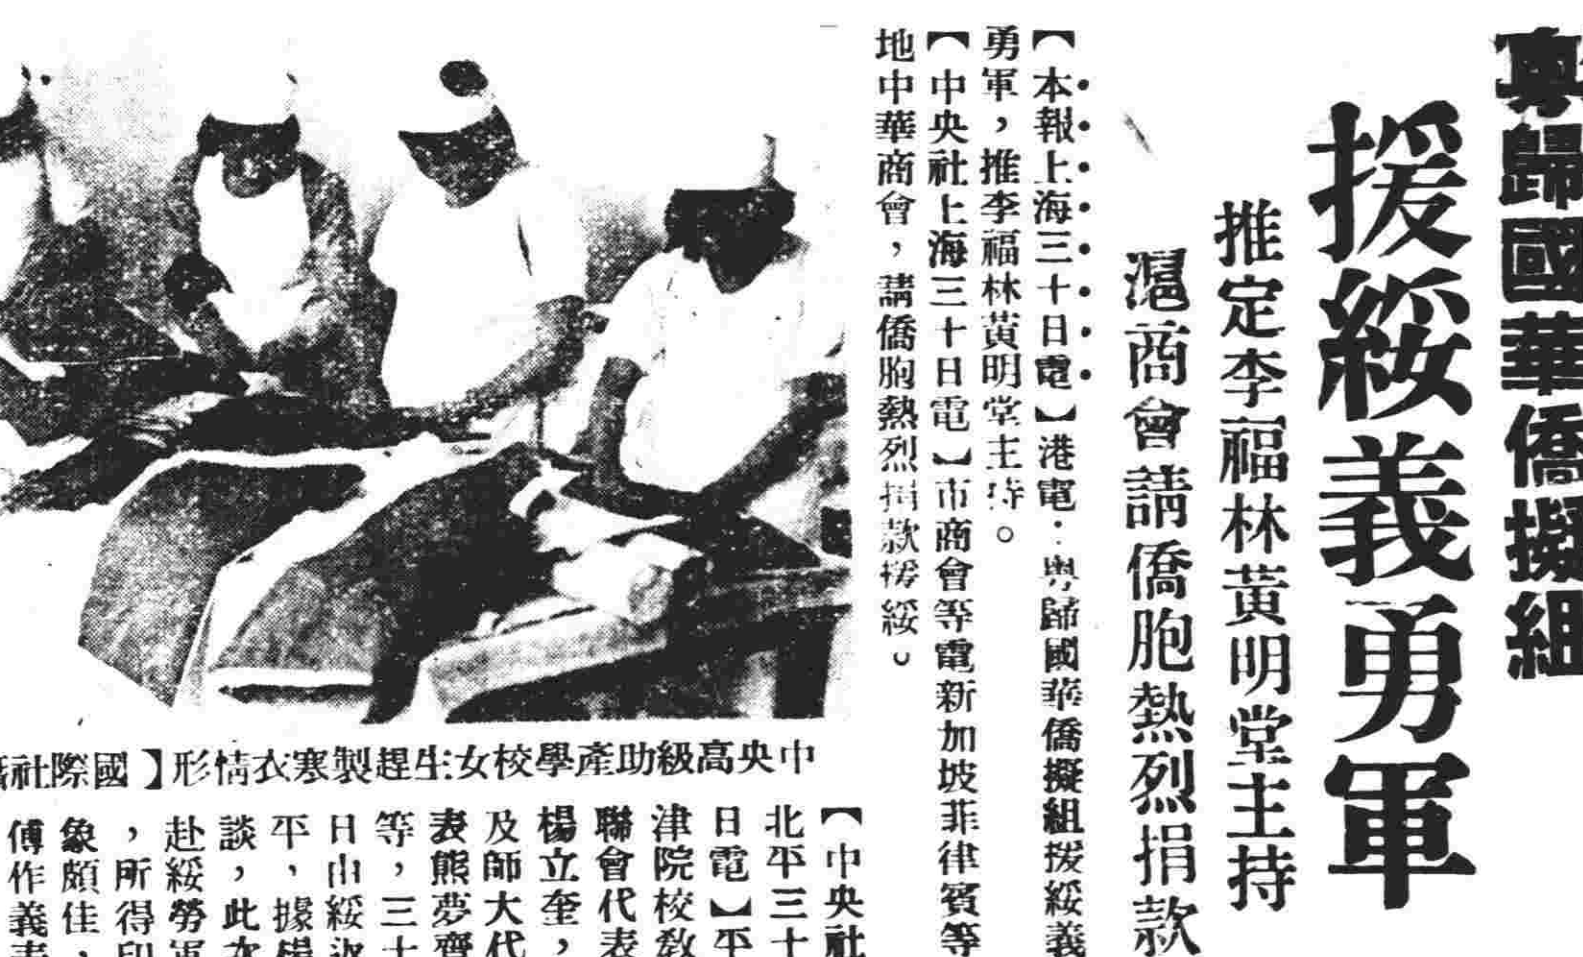 粵歸國華僑擬組
援綏義勇軍
推定李福林黃明堂主持
滬商會請僑胞熱烈捐款
【本報上海三十日電】港電：粵歸國華僑擬組援綏義
勇軍，推李福林黃明堂主持。
【中央社上海三十日電】市商會等電新加坡菲律賓等
地中華商會，請僑胞熱烈捐款援綏。
中央高級助產學校女生趕製寒衣情形【國際社
【中央社
北平三十
日電】平
津院校教
聯會代表
楊立奎，
及師大代
表熊夢齊
等，三十
日由綏返
平，據楊
談，此次
赴綏勞軍
，所得印
象頗佳，
傅作義表